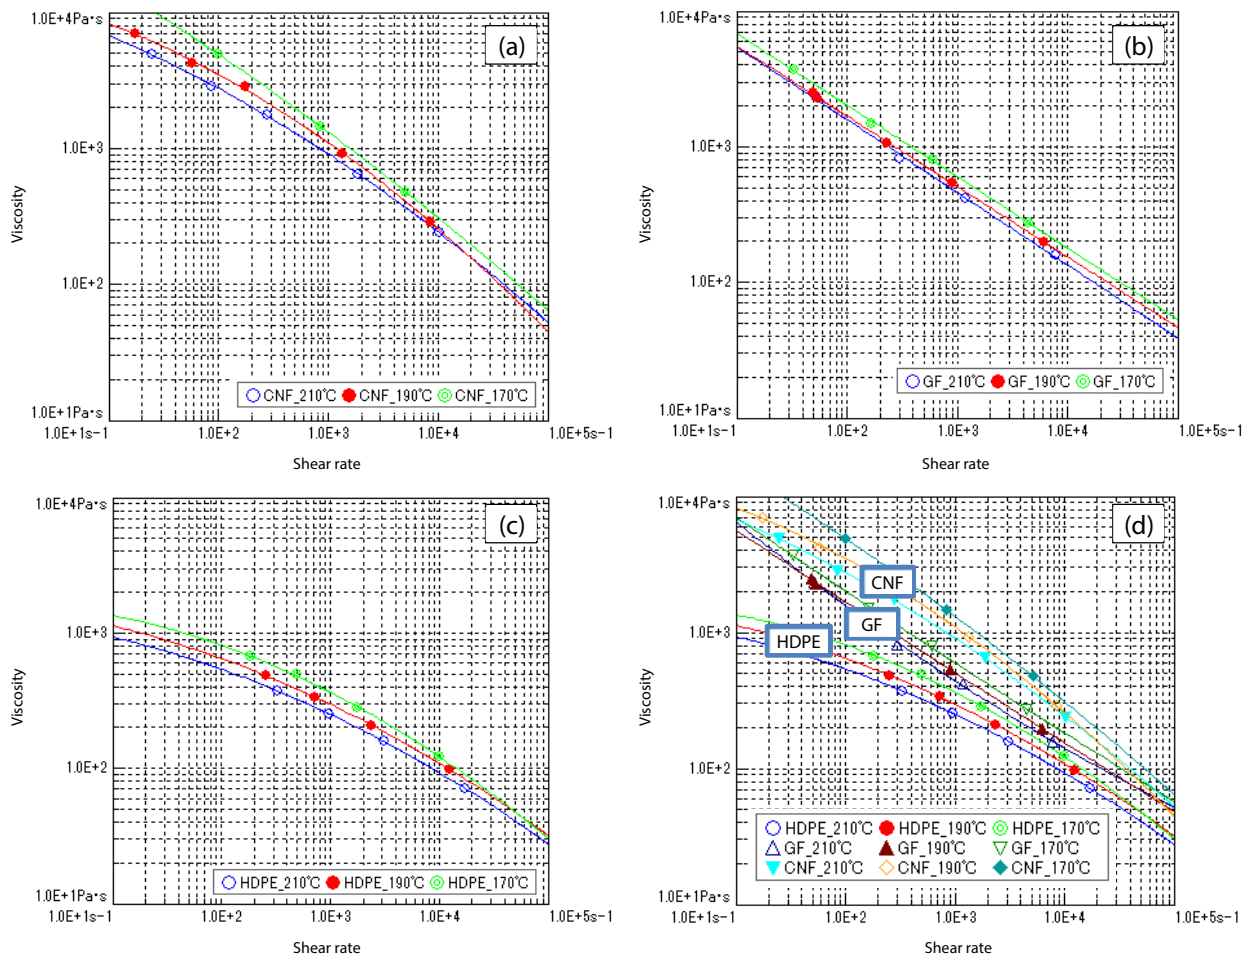 1.0E+4Pa·s
(a)
1.0E+3
Viscosity
1.0E+2
CNF_210℃ CNF_190℃ CNF_170℃
1.0E+1Pa·s
1.0E+1s-1 1.0E+2 1.0E+3 1.0E+4 1.0E+5s-1
Shear rate
1.0E+4Pa·s
(b)
1.0E+3
Viscosity
1.0E+2
GF_210℃ GF_190℃ GF_170℃
1.0E+1Pa·s
1.0E+1s-1 1.0E+2 1.0E+3 1.0E+4 1.0E+5s-1
Shear rate
1.0E+4Pa·s
(c)
1.0E+3
Viscosity
1.0E+2
HDPE_210℃ HDPE_190℃ HDPE_170℃
1.0E+1Pa·s
1.0E+1s-1 1.0E+2 1.0E+3 1.0E+4 1.0E+5s-1
Shear rate
1.0E+4Pa·s
(d)
CNF
GF
1.0E+3
HDPE
Viscosity
1.0E+2
HDPE_210℃ HDPE_190℃ HDPE_170℃
GF_210℃ GF_190℃ GF_170℃
CNF_210℃ CNF_190℃ CNF_170℃
1.0E+1Pa·s
1.0E+1s-1 1.0E+2 1.0E+3 1.0E+4 1.0E+5s-1
Shear rate